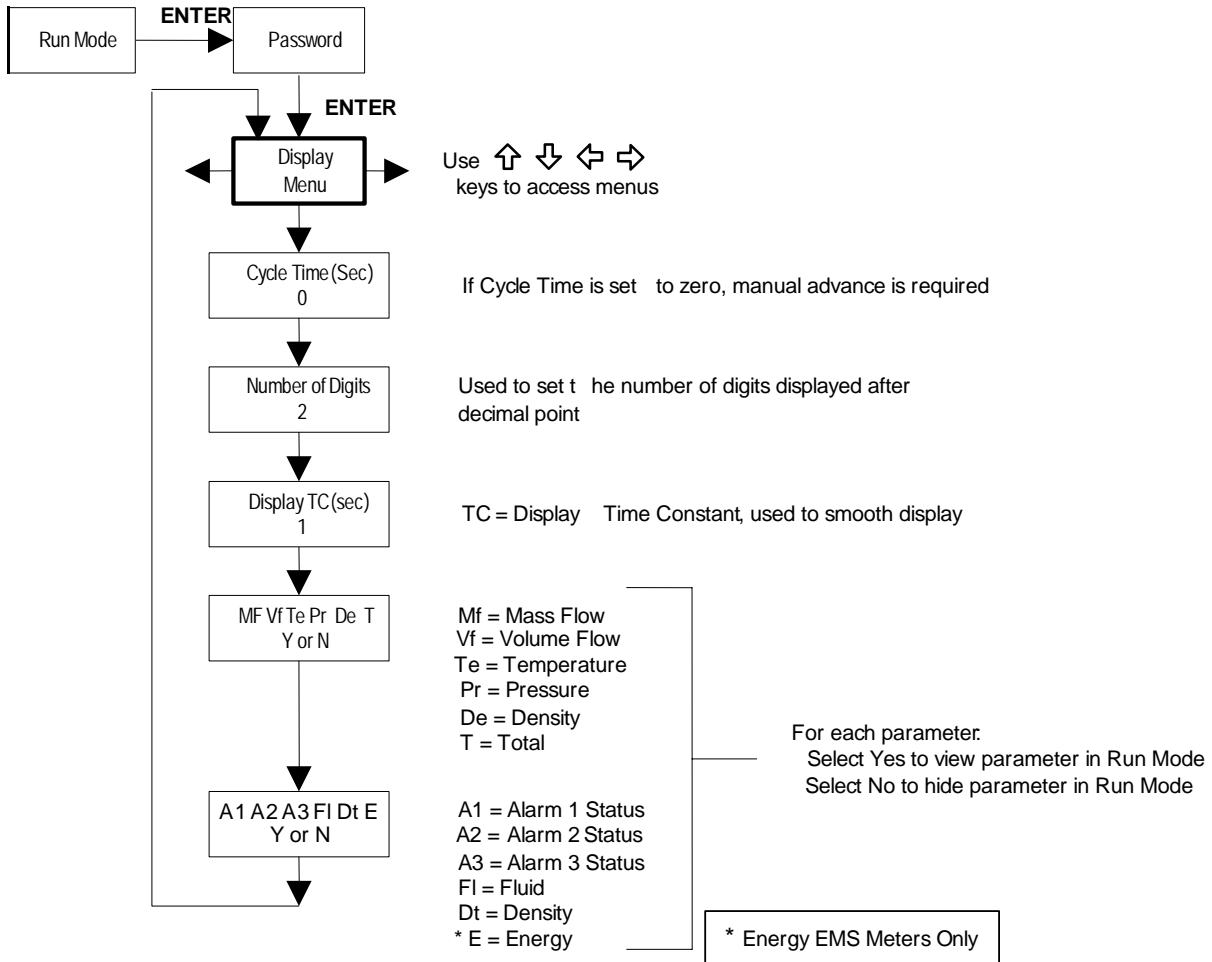 ENTER
Run Mode
Password
ENTER
Display
Menu
Use
keys to access menus
Cycle Time (Sec)
0
If Cycle Time is set to zero, manual advance is required
Number of Digits
2
Used to set t he number of digits displayed after
decimal point
Display TC (sec)
1
TC = Display Time Constant, used to smooth display
MF Vf Te Pr De T
Y or N
Mf = Mass Flow
Vf = Volume Flow
Te = Temperature
Pr = Pressure
De = Density
T = Total
For each parameter:
Select Yes to view parameter in Run Mode
Select No to hide parameter in Run Mode
A1 A2 A3 Fl Dt E
Y or N
A1 = Alarm 1 Status
A2 = Alarm 2 Status
A3 = Alarm 3 Status
Fl = Fluid
Dt = Density
* E = Energy
* Energy EMS Meters Only